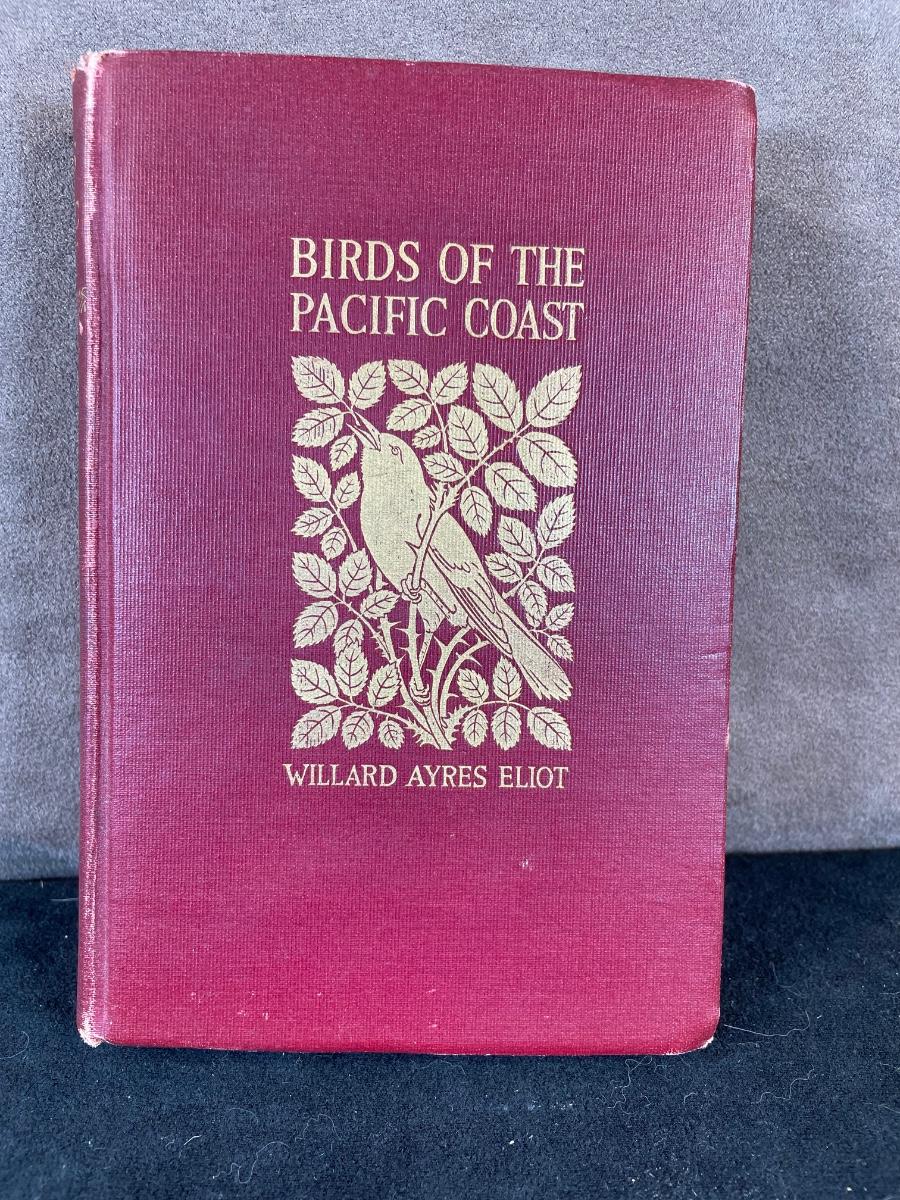 BIRDS OF THE
PACIFIC COAST
WILLARD AYRES ELIOT